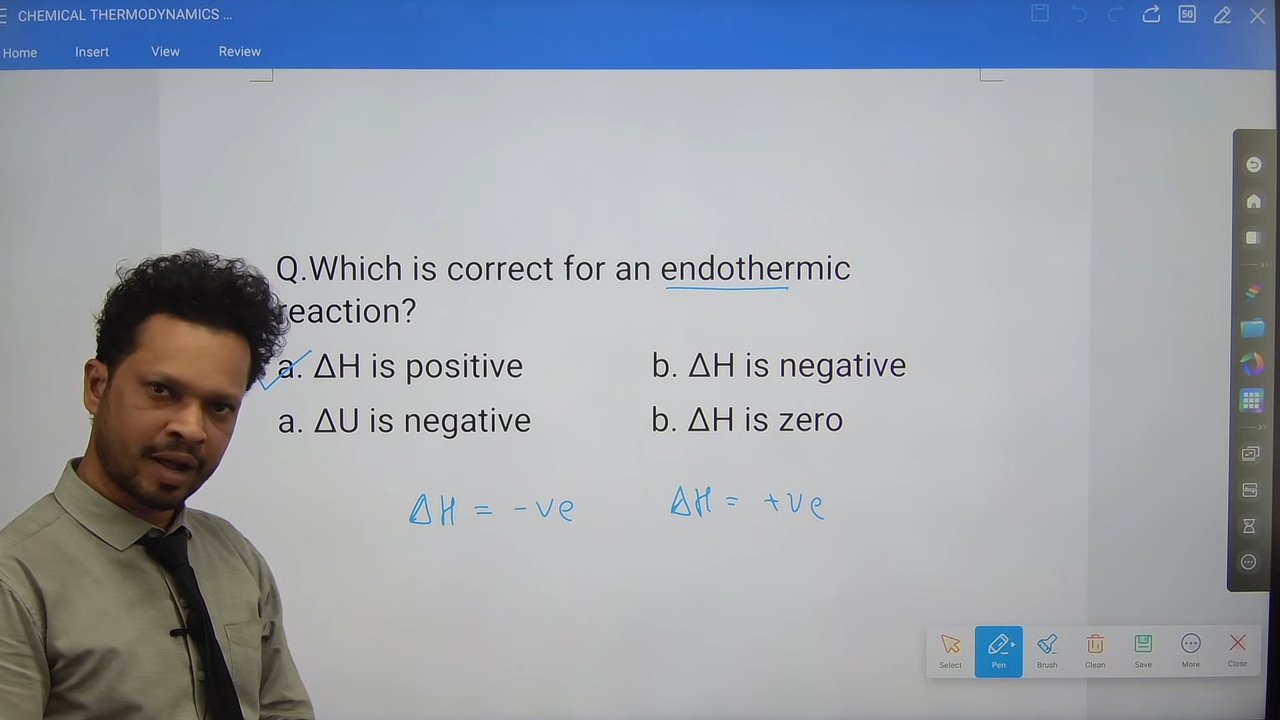 CHEMICAL THERMODYNAMICS ...
50
Home Insert View Review
Q.Which is correct for an endothermic
reaction?
a. ΔH is positive b. ΔH is negative
a. ΔU is negative b. ΔH is zero
ΔH = -ve ΔH = +ve
Select Pen Brush Clean Save More Close